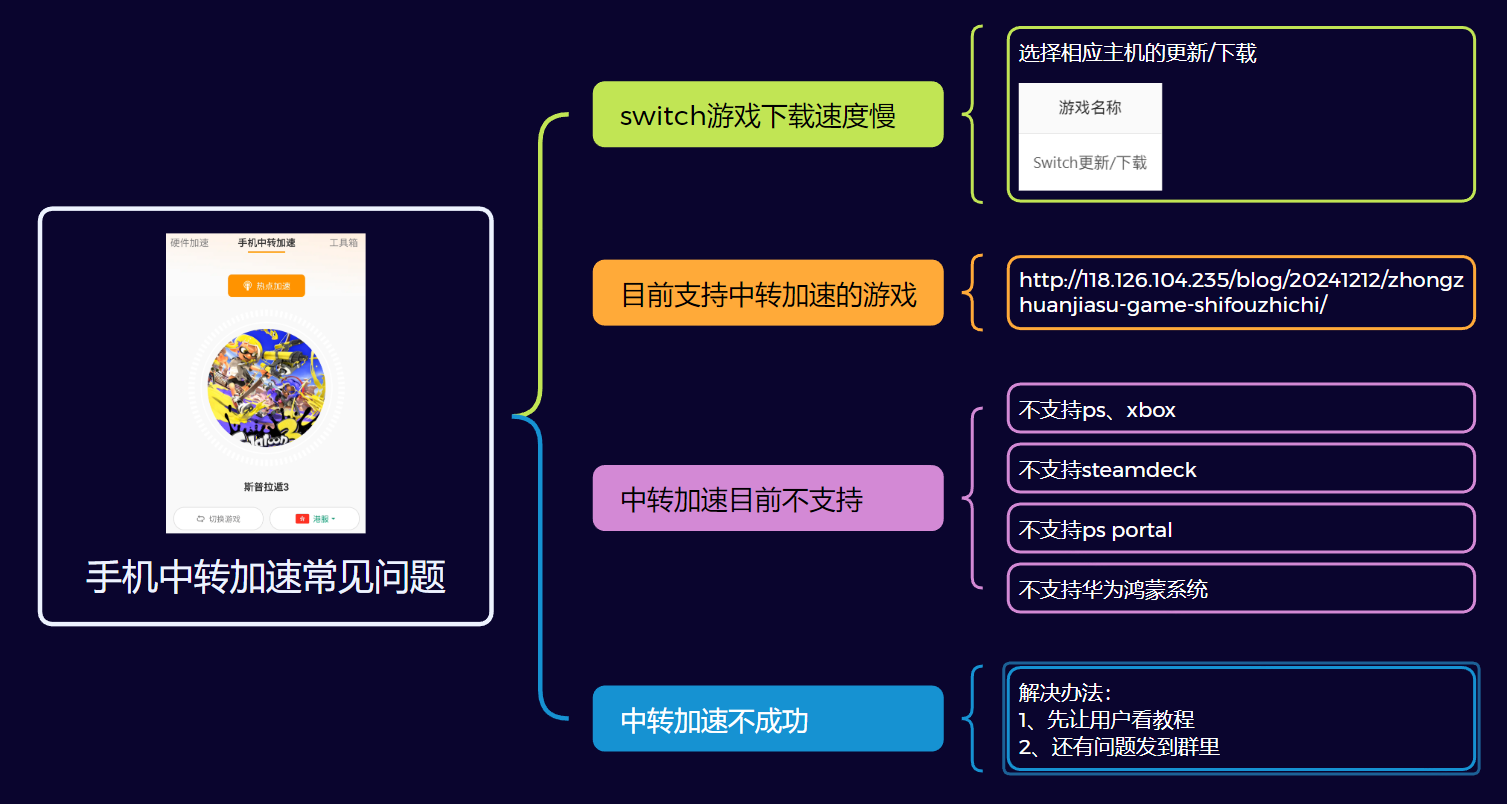 硬件加速 手机中转加速 工具箱
热点加速
斯普拉遁3
切换游戏 港服
手机中转加速常见问题
switch游戏下载速度慢
选择相应主机的更新/下载
游戏名称
Switch更新/下载
目前支持中转加速的游戏
http://118.126.104.235/blog/20241212/zhongz
huanjiasu-game-shifouzhichi/
中转加速目前不支持
不支持ps、xbox
不支持steamdeck
不支持ps portal
不支持华为鸿蒙系统
中转加速不成功
解决办法：
1、先让用户看教程
2、还有问题发到群里